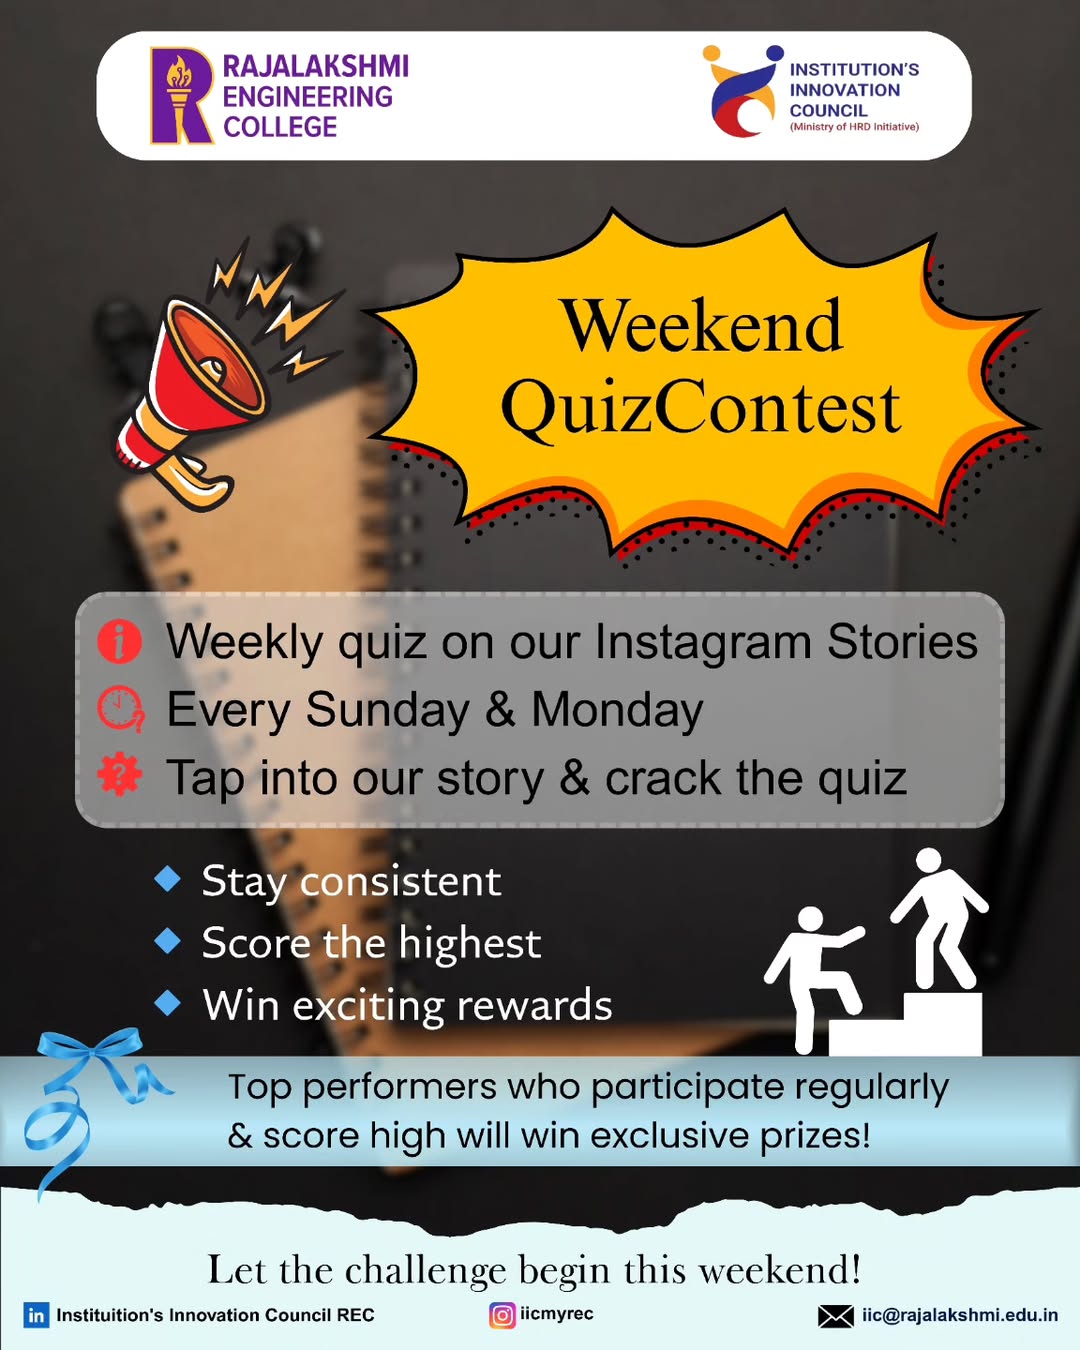 RAJALAKSHMI
ENGINEERING
COLLEGE
INSTITUTION'S
INNOVATION
COUNCIL
(Ministry of HRD Initiative)
Weekend
QuizContest
Weekly quiz on our Instagram Stories
Every Sunday & Monday
Tap into our story & crack the quiz
Stay consistent
Score the highest
Win exciting rewards
Top performers who participate regularly
& score high will win exclusive prizes!
Let the challenge begin this weekend!
Instituition's Innovation Council REC
iicmyrec
iic@rajalakshmi.edu.in